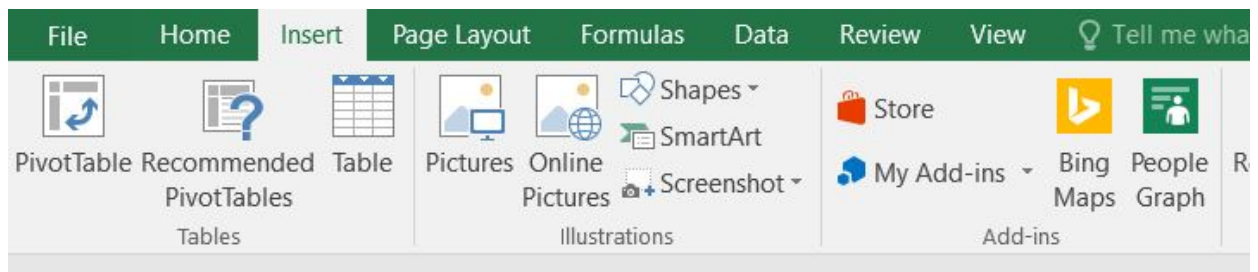 File Home Insert Page Layout Formulas Data Review View Tell me wha
PivotTable
Recommended
PivotTables
Table
Tables
Pictures
Online
Pictures
Shapes
SmartArt
Screenshot
Illustrations
Store
My Add-ins
Bing
Maps
People
Graph
Add-ins